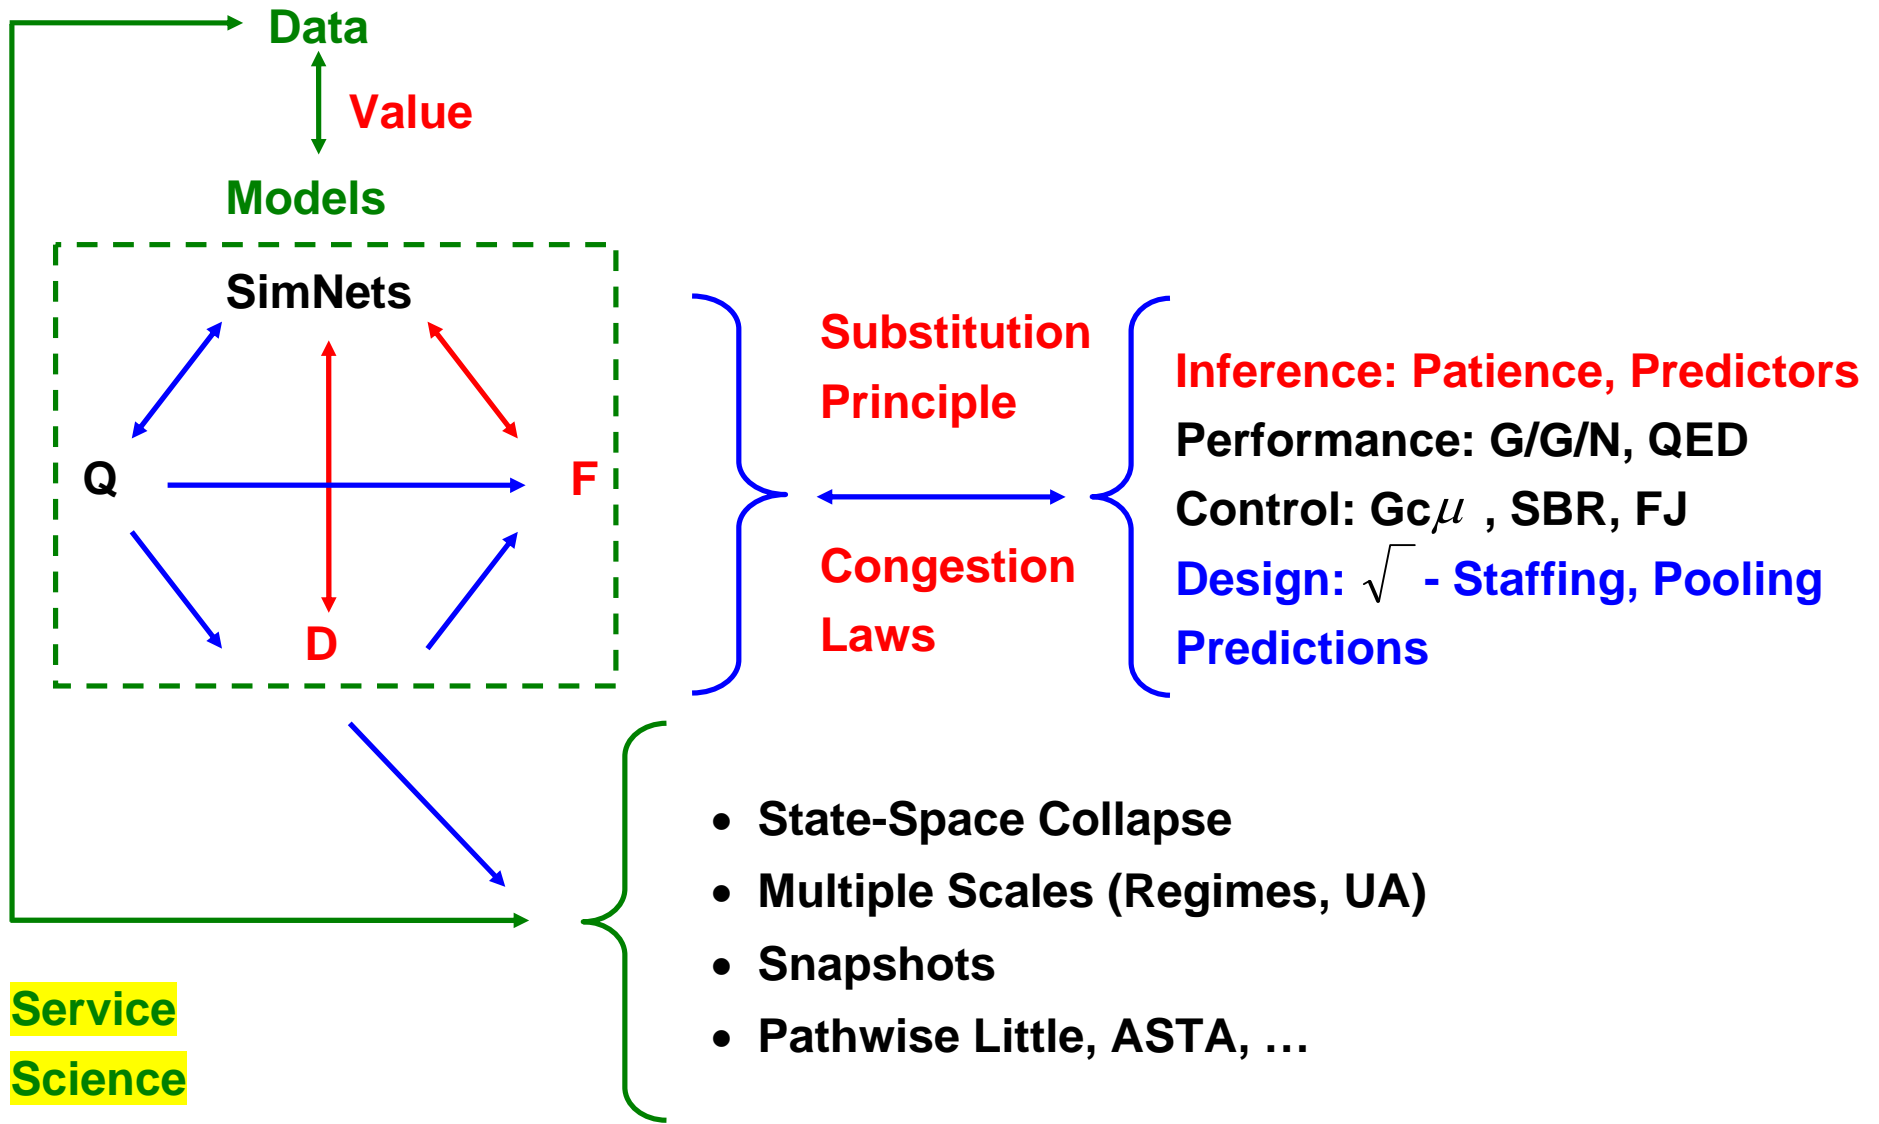 Data
Value
Models
SimNets
Q
F
D
Substitution
Principle
Congestion
Laws
Inference: Patience, Predictors
Performance: G/G/N, QED
Control: Gcμ , SBR, FJ
Design: √ - Staffing, Pooling
Predictions
• State-Space Collapse
• Multiple Scales (Regimes, UA)
• Snapshots
• Pathwise Little, ASTA, …
Service
Science